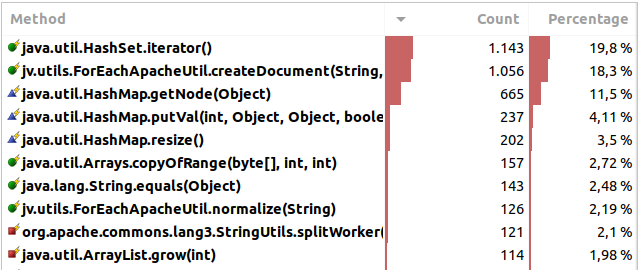 Method Count Percentage
java.util.HashSet.iterator() 1.143 19,8 %
jv.utils.ForEachApacheUtil.createDocument(String, 1.056 18,3 %
java.util.HashMap.getNode(Object) 665 11,5 %
java.util.HashMap.putVal(int, Object, Object, boole 237 4,11 %
java.util.HashMap.resize() 202 3,5 %
java.util.Arrays.copyOfRange(byte[], int, int) 157 2,72 %
java.lang.String.equals(Object) 143 2,48 %
jv.utils.ForEachApacheUtil.normalize(String) 126 2,19 %
org.apache.commons.lang3.StringUtils.splitWorker( 121 2,1 %
java.util.ArrayList.grow(int) 114 1,98 %